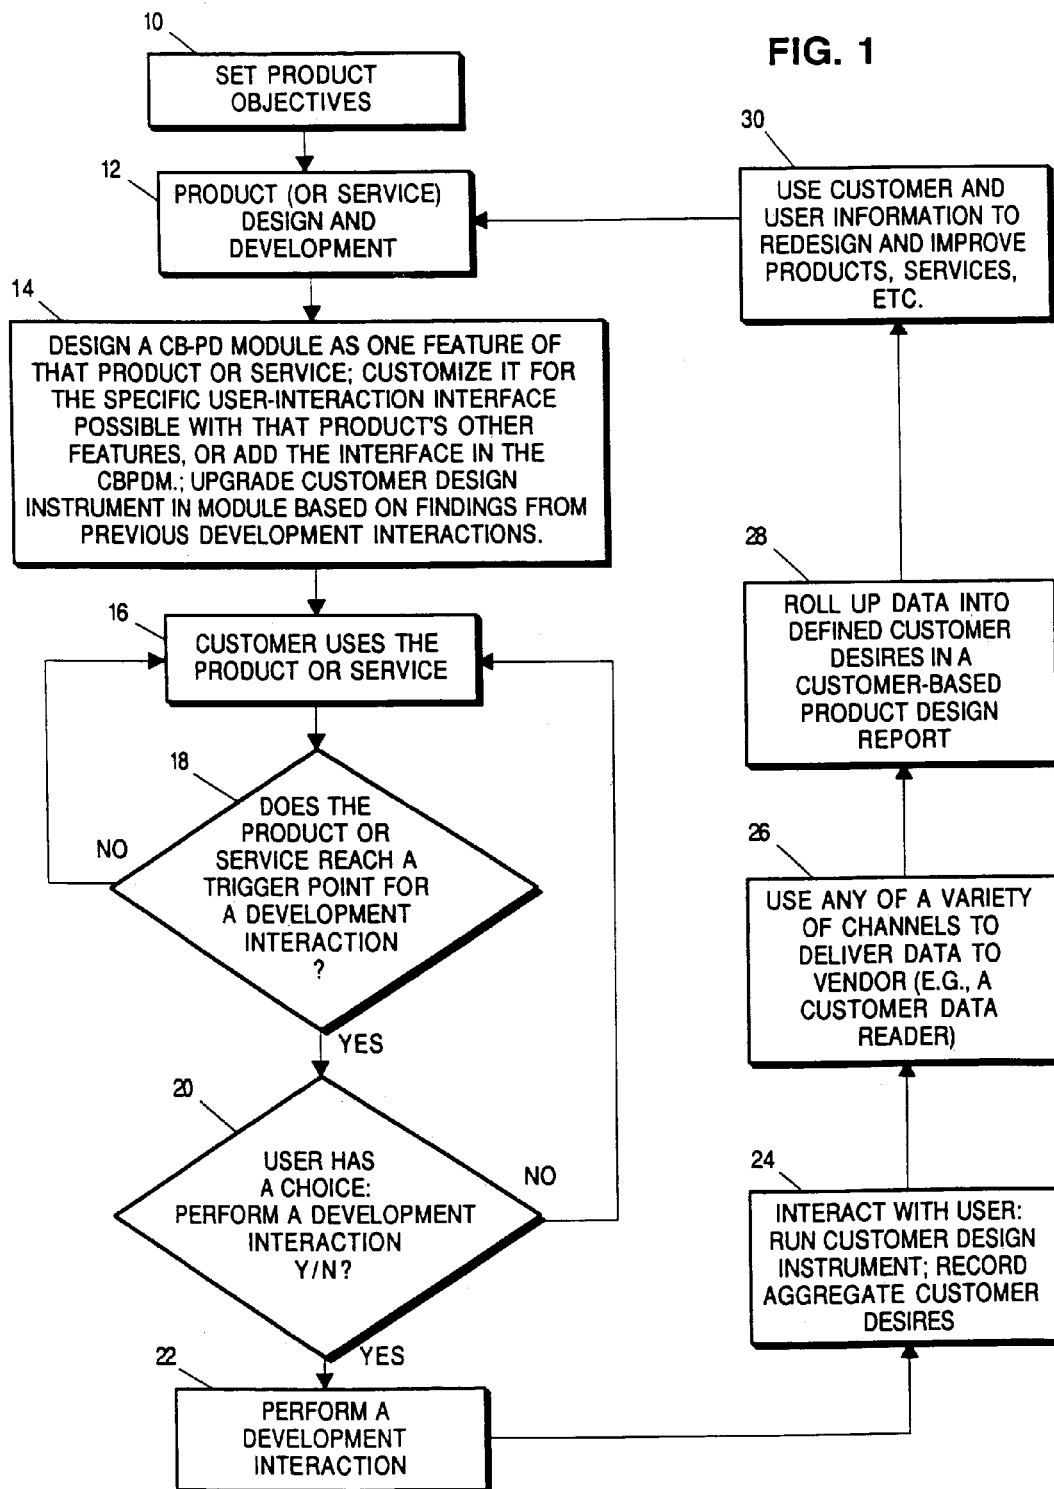 FIG. 1
10
SET PRODUCT
OBJECTIVES
12
PRODUCT (OR SERVICE)
DESIGN AND
DEVELOPMENT
14
DESIGN A CB-PD MODULE AS ONE FEATURE OF
THAT PRODUCT OR SERVICE; CUSTOMIZE IT FOR
THE SPECIFIC USER-INTERACTION INTERFACE
POSSIBLE WITH THAT PRODUCT'S OTHER
FEATURES, OR ADD THE INTERFACE IN THE
CBPDM.; UPGRADE CUSTOMER DESIGN
INSTRUMENT IN MODULE BASED ON FINDINGS FROM
PREVIOUS DEVELOPMENT INTERACTIONS.
16
CUSTOMER USES THE
PRODUCT OR SERVICE
18
DOES THE
PRODUCT OR
SERVICE REACH A
TRIGGER POINT FOR
A DEVELOPMENT
INTERACTION
?
NO
YES
20
USER HAS
A CHOICE:
PERFORM A DEVELOPMENT
INTERACTION
Y/N?
NO
YES
22
PERFORM A
DEVELOPMENT
INTERACTION
24
INTERACT WITH USER:
RUN CUSTOMER DESIGN
INSTRUMENT; RECORD
AGGREGATE CUSTOMER
DESIRES
26
USE ANY OF A VARIETY
OF CHANNELS TO
DELIVER DATA TO
VENDOR (E.G., A
CUSTOMER DATA
READER)
28
ROLL UP DATA INTO
DEFINED CUSTOMER
DESIRES IN A
CUSTOMER-BASED
PRODUCT DESIGN
REPORT
30
USE CUSTOMER AND
USER INFORMATION TO
REDESIGN AND IMPROVE
PRODUCTS, SERVICES,
ETC.